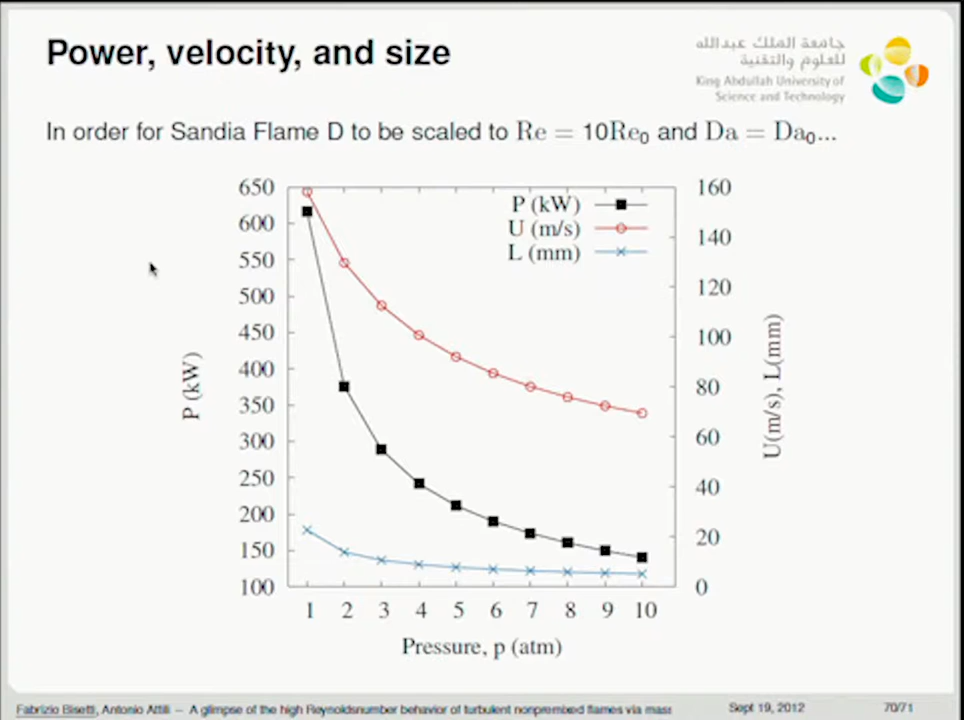 Power, velocity, and size
جامعة الملك عبدالله
للعلوم والتقنية
King Abdullah University of
Science and Technology
In order for Sandia Flame D to be scaled to Re = 10Re₀ and Da = Da₀...
P (kW)
U (m/s)
L (mm)
650
600
550
500
450
400
350
300
250
200
150
100
P (kW)
160
140
120
100
80
60
40
20
0
U(m/s), L(mm)
1 2 3 4 5 6 7 8 9 10
Pressure, p (atm)
Fabrizio Bisetti, Antonio Attili – A glimpse of the high Reynoldsnumber behavior of turbulent nonpremixed flames via mass Sept 19, 2012 70/71